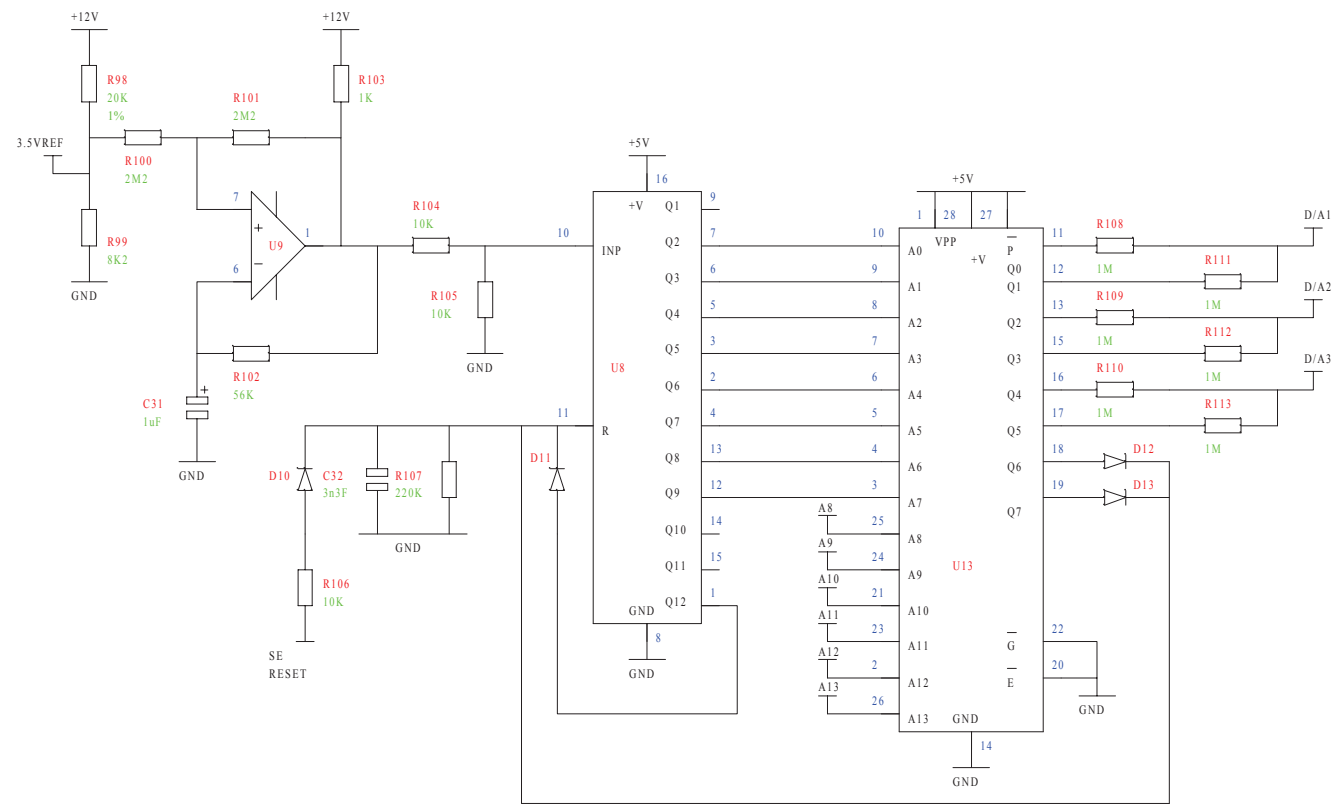 +12V
+12V
R98
20K
1%
R103
1K
R101
2M2
3.5VREF
R100
2M2
+5V
16
+V
Q1
9
+5V
1
28
27
VPP
+V
P
7
+
U9
1
6
−
R99
8K2
GND
R104
10K
10
INP
R105
10K
GND
Q2
7
Q3
6
Q4
5
Q5
3
U8
Q6
2
Q7
4
Q8
13
Q9
12
Q10
14
Q11
15
Q12
1
GND
8
GND
R102
56K
C31
1uF
+
GND
11
R
D10
C32
3n3F
R107
220K
D11
GND
R106
10K
SE
RESET
10
A0
9
A1
8
A2
7
A3
6
A4
5
A5
4
A6
3
A7
A8
25
A8
A9
24
A9
A10
21
A10
A11
23
A11
A12
2
A12
A13
26
A13
U13
GND
14
GND
Q0
11
R108
1M
D/A1
Q1
12
R111
1M
Q2
13
R109
1M
D/A2
Q3
15
R112
1M
Q4
16
R110
1M
D/A3
Q5
17
R113
1M
Q6
18
D12
Q7
19
D13
G
22
E
20
GND